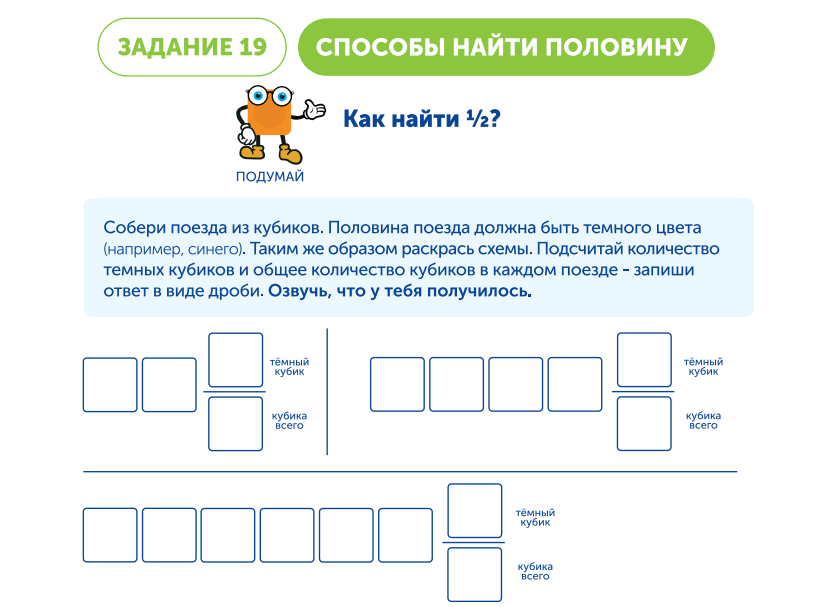 ЗАДАНИЕ 19
СПОСОБЫ НАЙТИ ПОЛОВИНУ
Как найти ½?
ПОДУМАЙ
Собери поезда из кубиков. Половина поезда должна быть темного цвета
(например, синего). Таким же образом раскрась схемы. Подсчитай количество
темных кубиков и общее количество кубиков в каждом поезде - запиши
ответ в виде дроби. Озвучь, что у тебя получилось.
тёмный
кубик
кубика
всего
тёмный
кубик
кубика
всего
тёмный
кубик
кубика
всего